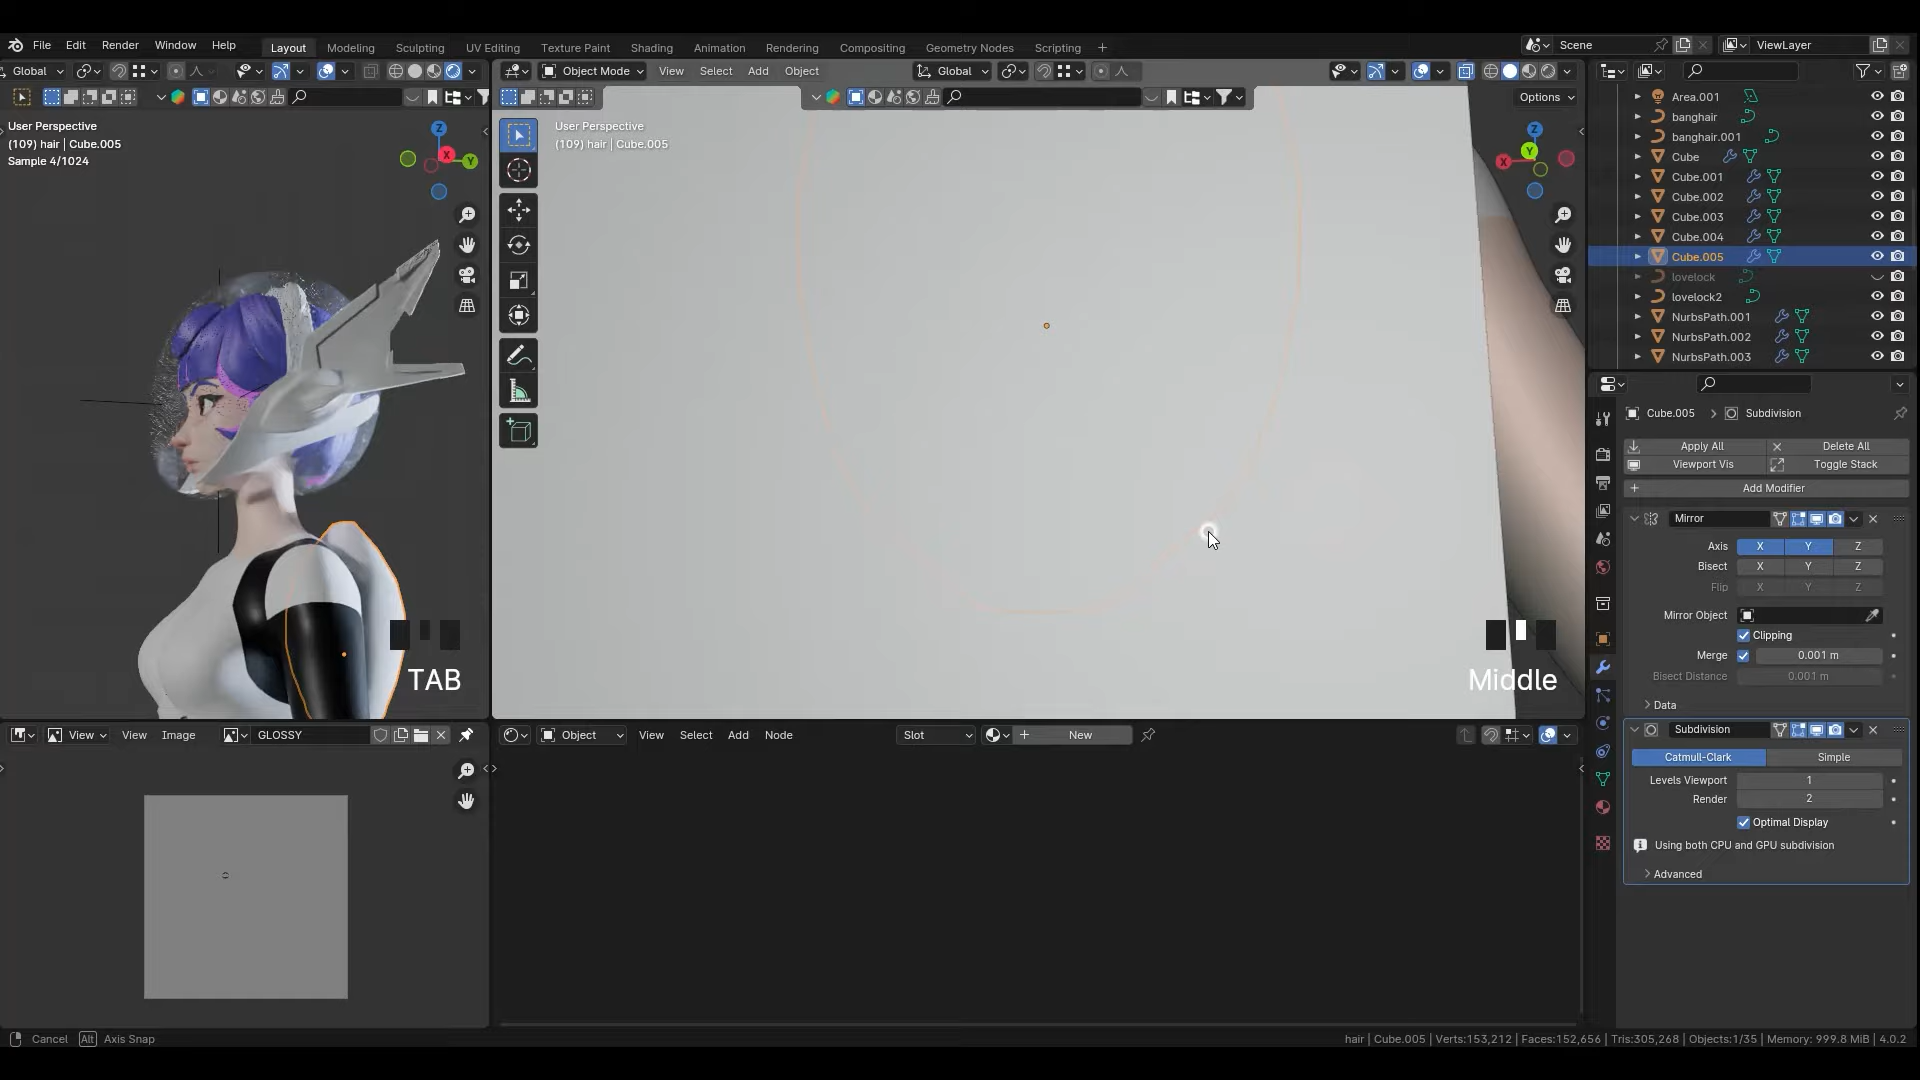 File Edit Render Window Help Layout Modeling Sculpting UV Editing Texture Paint Shading Animation Rendering Compositing Geometry Nodes Scripting + Scene ViewLayer
Global Object Mode View Select Add Object Global
Options
User Perspective
(109) hair | Cube.005
Sample 4/1024
Z
X
Y
User Perspective
(109) hair | Cube.005
Z
Y
X
Area.001
banghair
banghair.001
Cube
Cube.001
Cube.002
Cube.003
Cube.004
Cube.005
lovelock
lovelock2
NurbsPath.001
NurbsPath.002
NurbsPath.003
Cube.005 > Subdivision
Apply All Delete All
Viewport Vis Toggle Stack
Add Modifier
Mirror
Axis X Y Z
Bisect X Y Z
Flip X Y Z
Mirror Object
Clipping
Merge 0.001 m
Bisect Distance 0.001 m
Data
Subdivision
Catmull-Clark Simple
Levels Viewport 1
Render 2
Optimal Display
Using both CPU and GPU subdivision
Advanced
TAB
Middle
View View Image GLOSSY
Object View Select Add Node Slot New
Cancel Alt Axis Snap
hair | Cube.005 | Verts:153,212 | Faces:152,656 | Tris:305,268 | Objects:1/35 | Memory: 999.8 MiB | 4.0.2